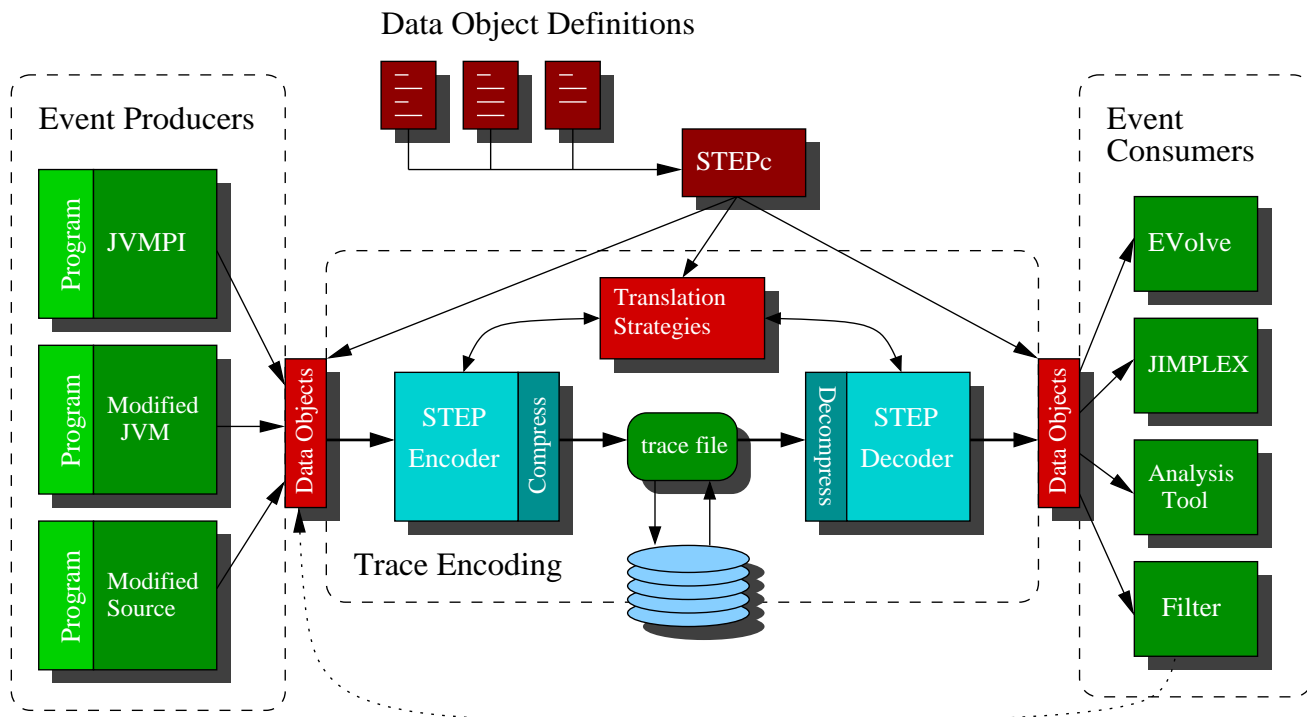 Data Object Definitions
Event Producers
Event
Consumers
STEPc
Program
JVMPI
Program
Modified
JVM
Program
Modified
Source
Data Objects
Translation
Strategies
STEP
Encoder
Compress
trace file
Decompress
STEP
Decoder
Trace Encoding
Data Objects
EVolve
JIMPLEX
Analysis
Tool
Filter